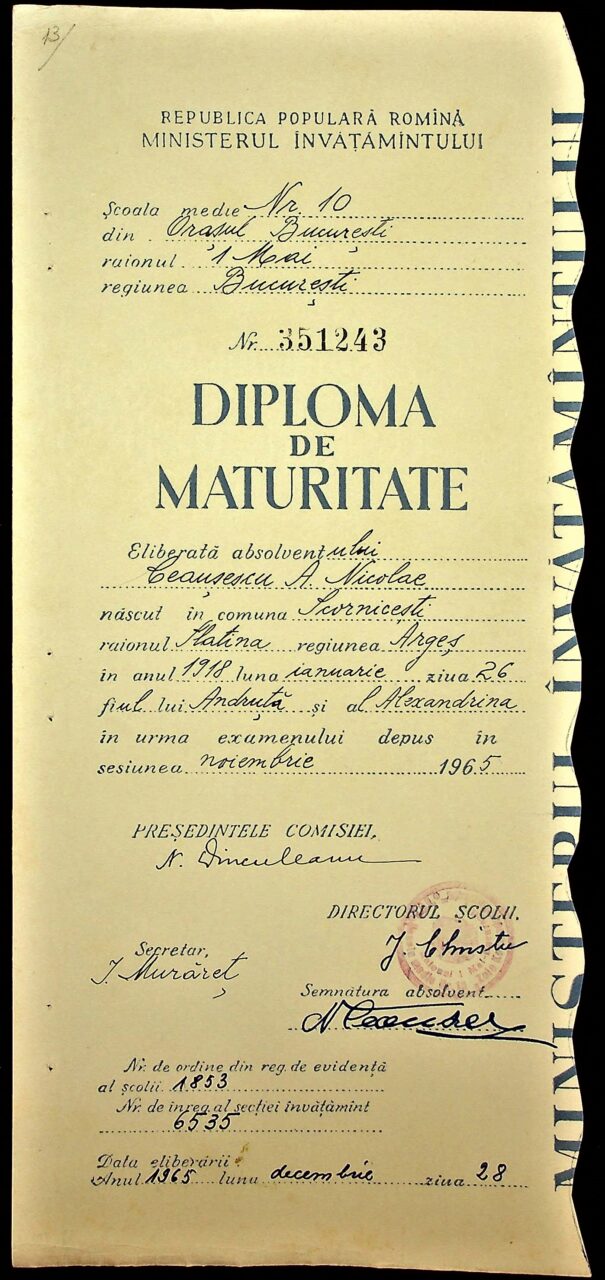 13/
REPUBLICA POPULARĂ ROMÎNĂ
MINISTERUL ÎNVĂȚĂMÎNTULUI
Școala medie Nr. 10
din Orașul București
raionul 1 Mai
regiunea București
Nr. 351243
DIPLOMA
DE
MATURITATE
Eliberată absolventului
Ceaușescu A. Nicolae
născut în comuna Scornicești
raionul Slatina regiunea Argeș
în anul 1918 luna ianuarie ziua 26
fiul lui Andruță și al Alexandrina
în urma examenului depus în
sesiunea noiembrie 1965
PREȘEDINTELE COMISIEI,
N. Dinculeanu
DIRECTORUL ȘCOLII,
Secretar,
Semnătura absolvent
Nr. de ordine din reg. de evidență
al școlii 1853
Nr. de înreg. al secției învățămînt
6535
Data eliberării:
Anul 1965 luna decembrie ziua 28
MINISTERUL ÎNVĂȚĂMÎNTULUI